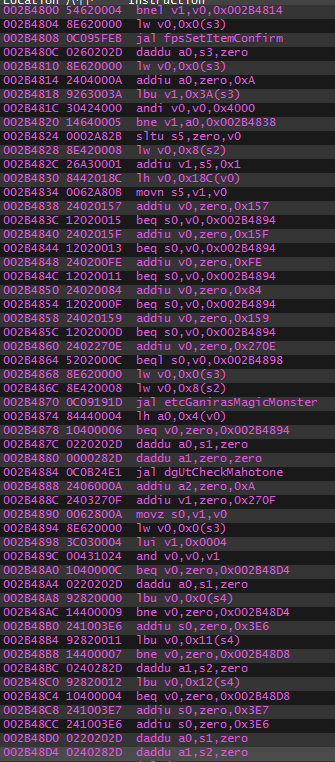 002B4800 54620004 bnel v1,v0,0x002B4814
002B4804 8E620000 lw v0,0x0(s3)
002B4808 0C095FEB jal fpsSetItemConfirm
002B480C 0260202D daddu a0,s3,zero
002B4810 8E620000 lw v0,0x0(s3)
002B4814 2404000A addiu a0,zero,0xA
002B4818 9263003A lbu v1,0x3A(s3)
002B481C 30424000 andi v0,v0,0x4000
002B4820 14640005 bne v1,a0,0x002B4838
002B4824 0002A82B sltu s5,zero,v0
002B4828 8E420008 lw v0,0x8(s2)
002B482C 26A30001 addiu v1,s5,0x1
002B4830 8442018C lh v0,0x18C(v0)
002B4834 0062A80B movn s5,v1,v0
002B4838 24020157 addiu v0,zero,0x157
002B483C 12020015 beq s0,v0,0x002B4894
002B4840 2402015F addiu v0,zero,0x15F
002B4844 12020013 beq s0,v0,0x002B4894
002B4848 240200FE addiu v0,zero,0xFE
002B484C 12020011 beq s0,v0,0x002B4894
002B4850 24020084 addiu v0,zero,0x84
002B4854 1202000F beq s0,v0,0x002B4894
002B4858 24020159 addiu v0,zero,0x159
002B485C 1202000D beq s0,v0,0x002B4894
002B4860 2402270E addiu v0,zero,0x270E
002B4864 5202000C beql s0,v0,0x002B4898
002B4868 8E620000 lw v0,0x0(s3)
002B486C 8E420008 lw v0,0x8(s2)
002B4870 0C09191D jal etcGanirasMagicMonster
002B4874 84440004 lh a0,0x4(v0)
002B4878 10400006 beq v0,zero,0x002B4894
002B487C 0220202D daddu a0,s1,zero
002B4880 0000282D daddu a1,zero,zero
002B4884 0C0B24E1 jal dgUtCheckMahotone
002B4888 2406000A addiu a2,zero,0xA
002B488C 2403270F addiu v1,zero,0x270F
002B4890 0062800A movz s0,v1,v0
002B4894 8E620000 lw v0,0x0(s3)
002B4898 3C030004 lui v1,0x0004
002B489C 00431024 and v0,v0,v1
002B48A0 1040000C beq v0,zero,0x002B48D4
002B48A4 0220202D daddu a0,s1,zero
002B48A8 92820000 lbu v0,0x0(s4)
002B48AC 14400009 bne v0,zero,0x002B48D4
002B48B0 241003E6 addiu s0,zero,0x3E6
002B48B4 92820011 lbu v0,0x11(s4)
002B48B8 14400007 bne v0,zero,0x002B48D8
002B48BC 0240282D daddu a1,s2,zero
002B48C0 92820012 lbu v0,0x12(s4)
002B48C4 10400004 beq v0,zero,0x002B48D8
002B48C8 241003E7 addiu s0,zero,0x3E7
002B48CC 241003E6 addiu s0,zero,0x3E6
002B48D0 0220202D daddu a0,s1,zero
002B48D4 0240282D daddu a1,s2,zero